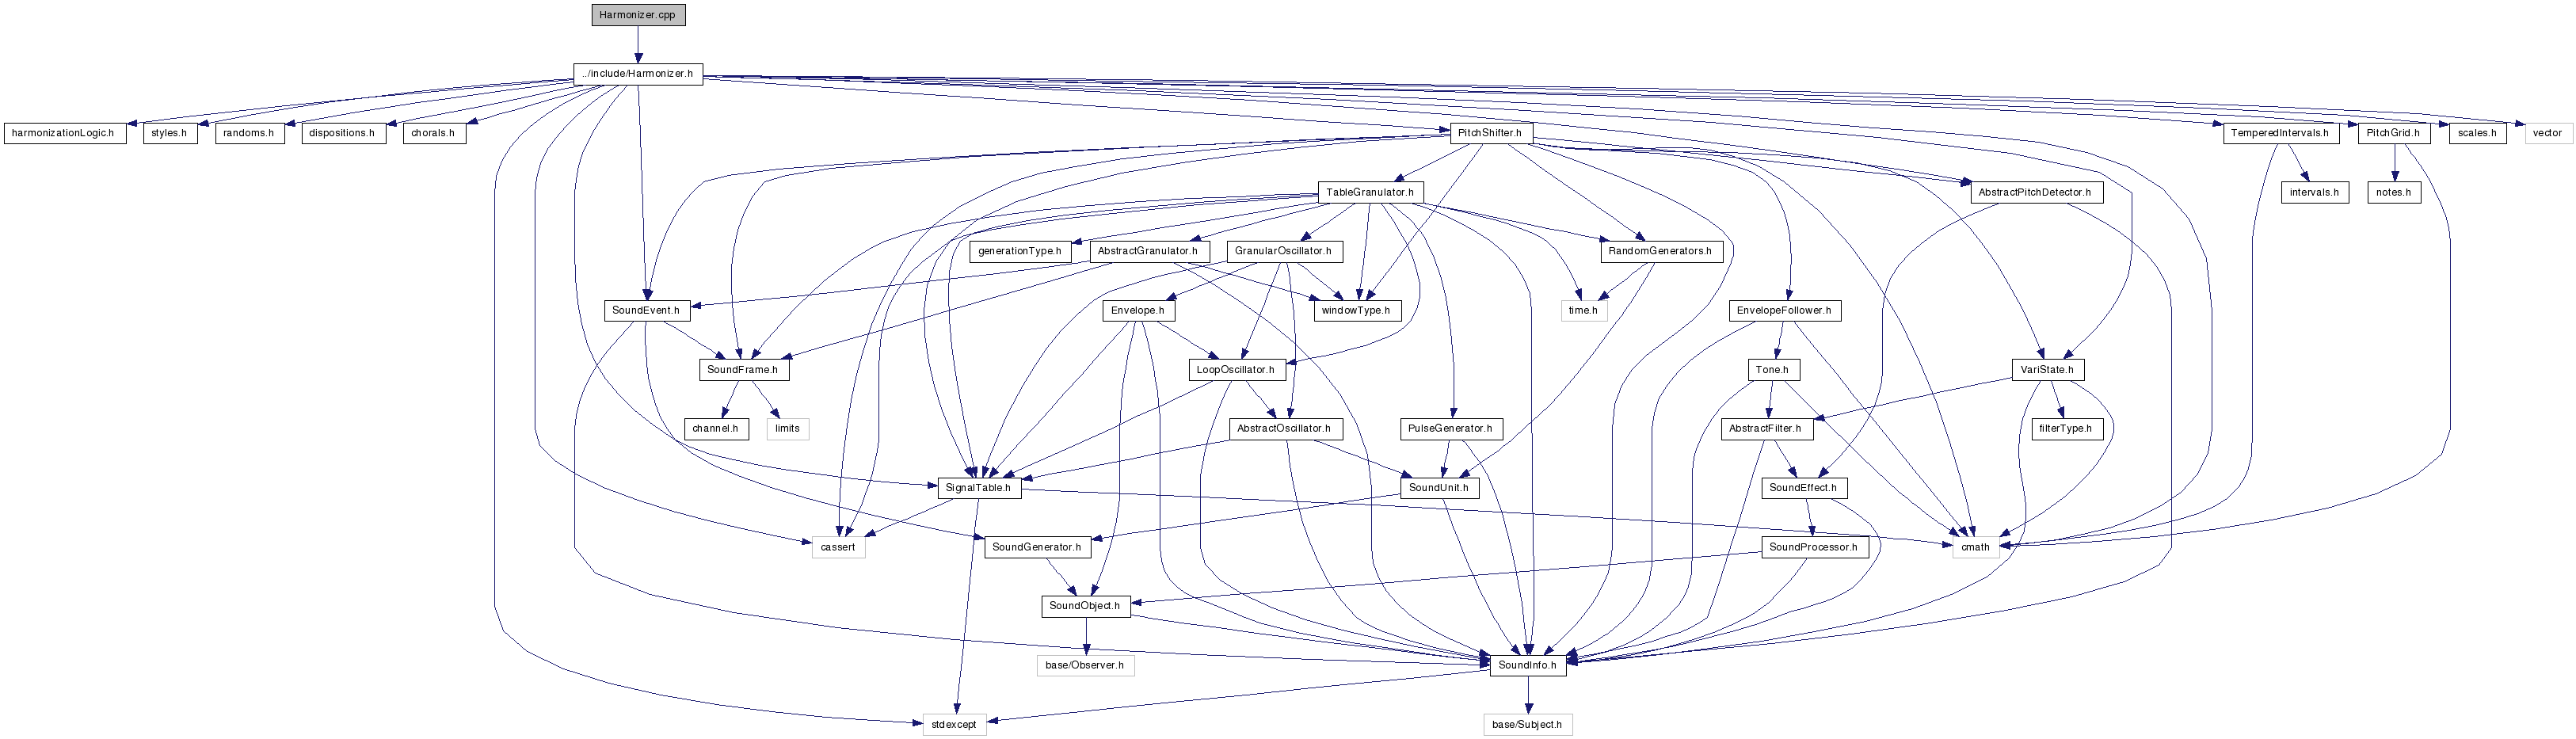 Harmonizer.cpp
../include/Harmonizer.h
harmonizationLogic.h
styles.h
randoms.h
dispositions.h
chorals.h
PitchShifter.h
TemperedIntervals.h
PitchGrid.h
scales.h
vector
TableGranulator.h
AbstractPitchDetector.h
intervals.h
notes.h
generationType.h
AbstractGranulator.h
GranularOscillator.h
RandomGenerators.h
SoundEvent.h
Envelope.h
windowType.h
time.h
EnvelopeFollower.h
SoundFrame.h
LoopOscillator.h
Tone.h
VariState.h
channel.h
limits
AbstractOscillator.h
PulseGenerator.h
AbstractFilter.h
filterType.h
SignalTable.h
SoundUnit.h
SoundEffect.h
cassert
SoundGenerator.h
SoundProcessor.h
cmath
SoundObject.h
base/Observer.h
SoundInfo.h
stdexcept
base/Subject.h